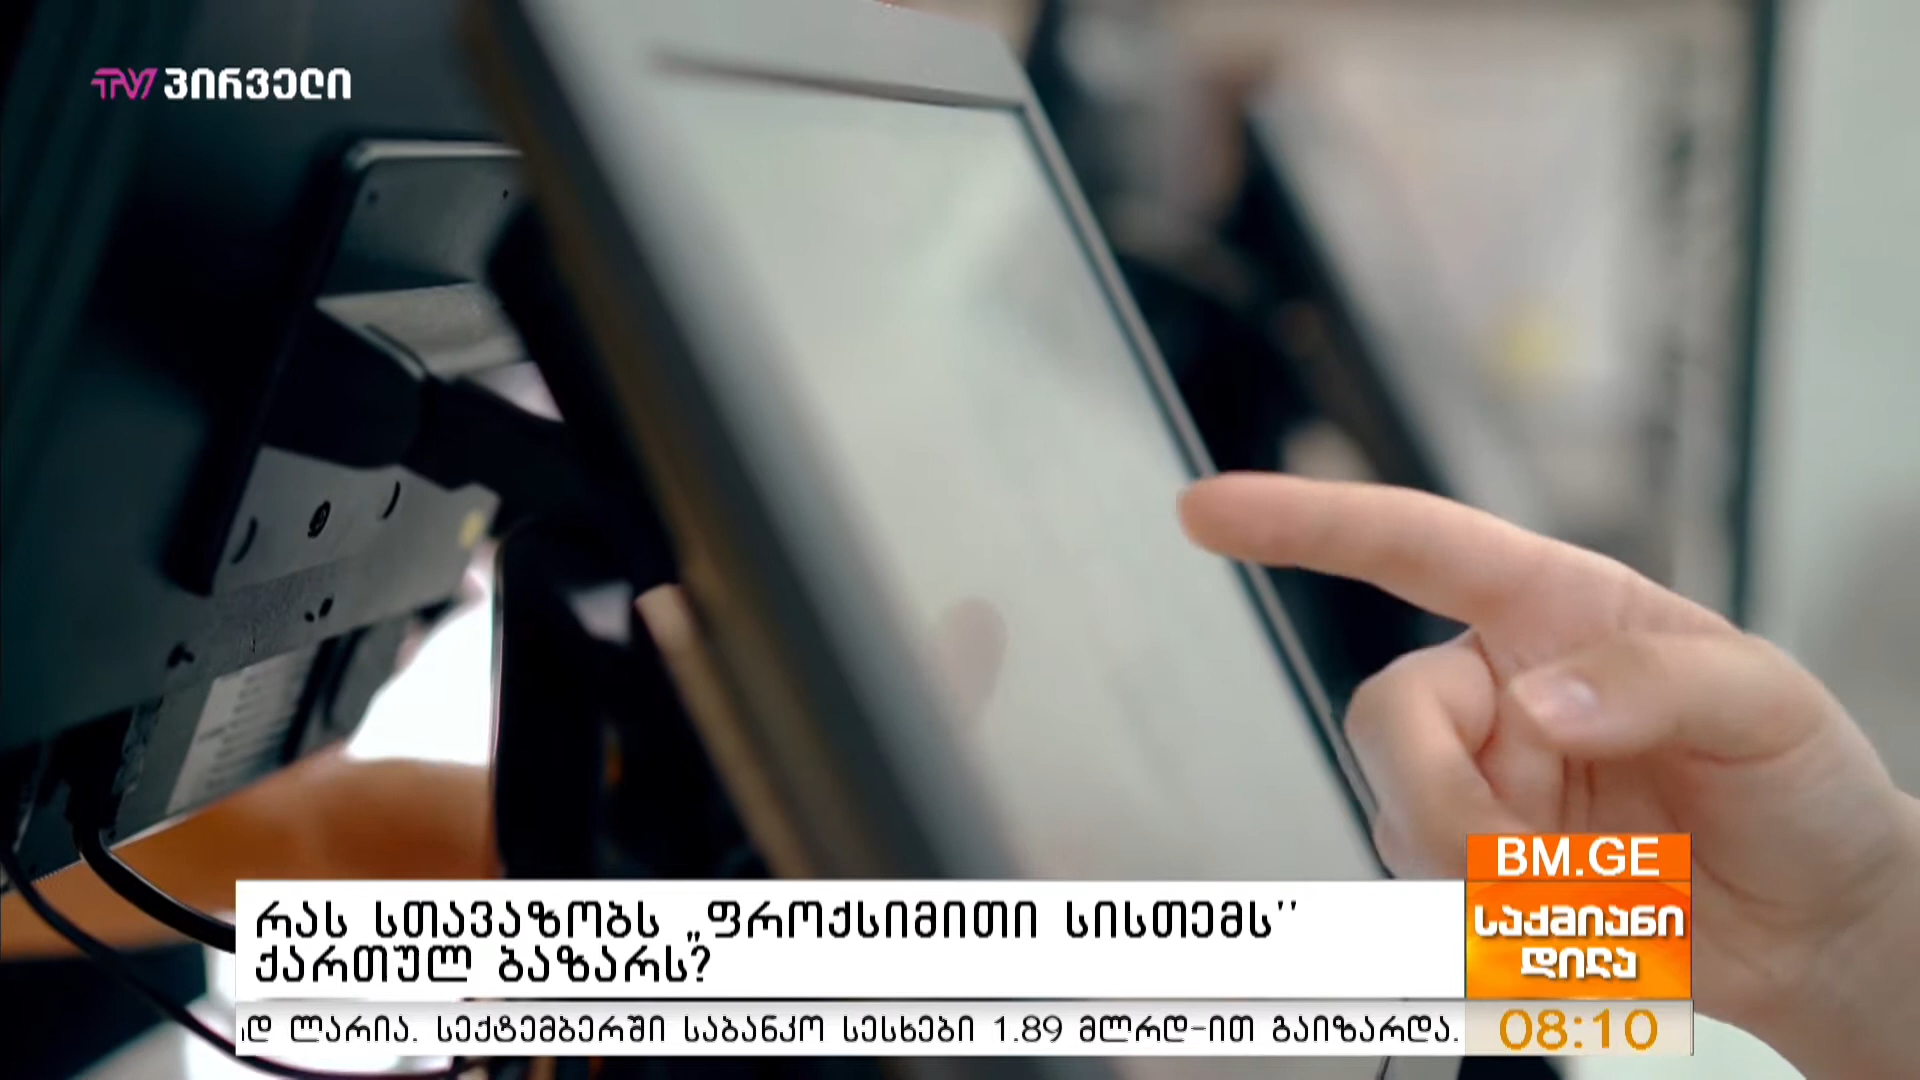 TV პირველი
BM.GE
რას სთავაზობს „ფროქსიმითი სისთემს''
ქართულ ბაზარს?
საქმიანი
დილა
დ ლარია. სექტემბერში საბანკო სესხები 1.89 მლრდ-ით გაიზარდა.
08:10